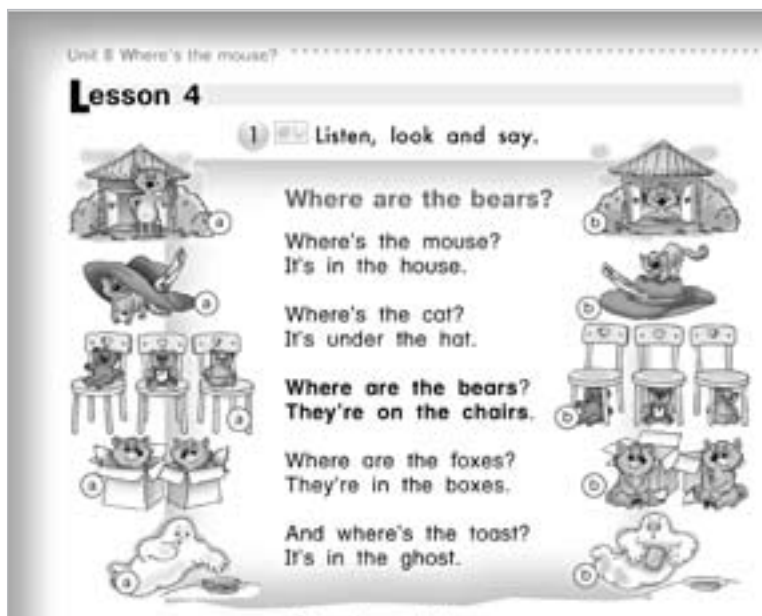 Unit 8 Where's the mouse?
Lesson 4
1 Listen, look and say.
Where are the bears?
Where's the mouse?
It's in the house.
Where's the cat?
It's under the hat.
Where are the bears?
They're on the chairs.
Where are the foxes?
They're in the boxes.
And where's the toast?
It's in the ghost.
a
b
a
b
a
b
a
b
a
b